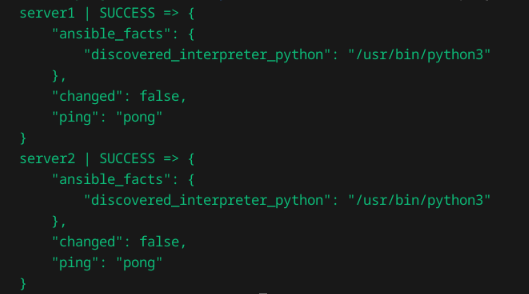 server1 | SUCCESS => {
    "ansible_facts": {
        "discovered_interpreter_python": "/usr/bin/python3"
    },
    "changed": false,
    "ping": "pong"
}
server2 | SUCCESS => {
    "ansible_facts": {
        "discovered_interpreter_python": "/usr/bin/python3"
    },
    "changed": false,
    "ping": "pong"
}